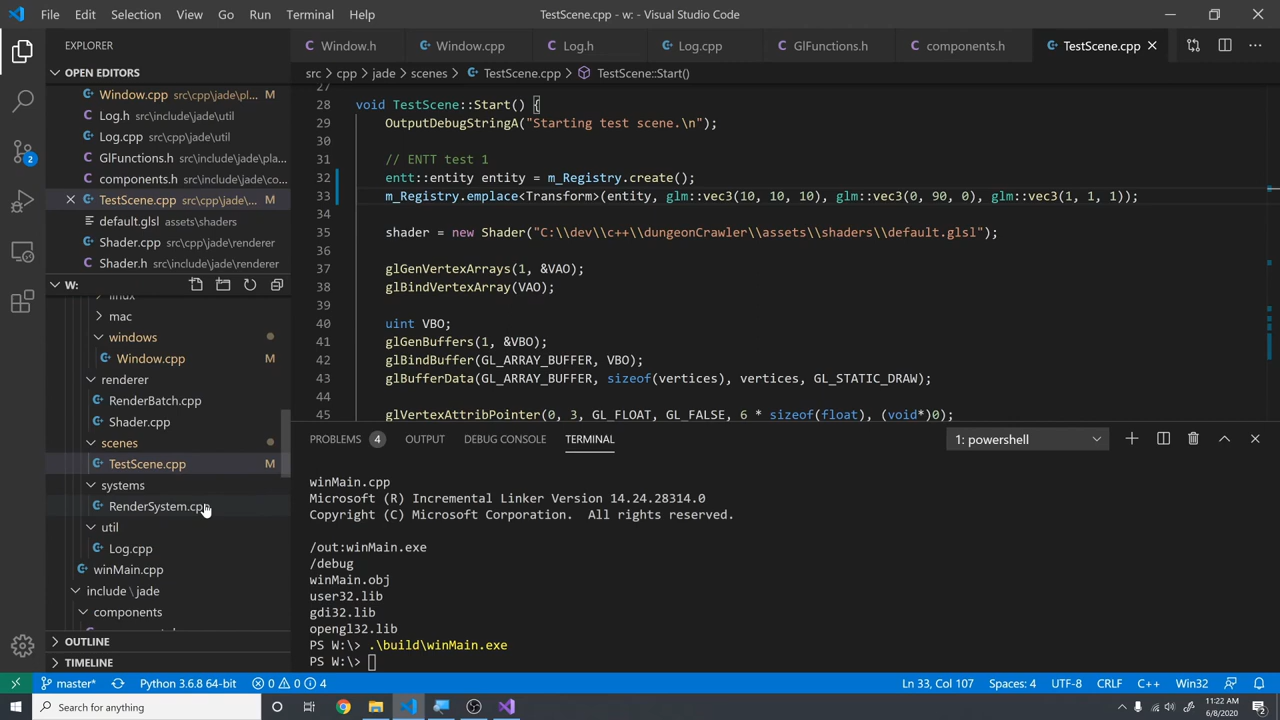 File Edit Selection View Go Run Terminal Help
TestScene.cpp - w: - Visual Studio Code
EXPLORER
Window.h Window.cpp Log.h Log.cpp GlFunctions.h components.h TestScene.cpp
OPEN EDITORS
Window.cpp src\cpp\jade\pl...
Log.h src\include\jade\util
Log.cpp src\cpp\jade\util
GlFunctions.h src\include\jade\pla...
components.h src\include\jade\co...
TestScene.cpp src\cpp\jade\... M
default.glsl assets\shaders
Shader.cpp src\cpp\jade\renderer
Shader.h src\include\jade\renderer
W:
mac
windows
Window.cpp M
renderer
RenderBatch.cpp
Shader.cpp
scenes
TestScene.cpp M
systems
RenderSystem.cpp
util
Log.cpp
winMain.cpp
include \ jade
components
OUTLINE
TIMELINE
src > cpp > jade > scenes > TestScene.cpp > TestScene::Start()
27
28 void TestScene::Start() {
29 OutputDebugStringA("Starting test scene.\n");
30
31 // ENTT test 1
32 entt::entity entity = m_Registry.create();
33 m_Registry.emplace<Transform>(entity, glm::vec3(10, 10, 10), glm::vec3(0, 90, 0), glm::vec3(1, 1, 1));
34
35 shader = new Shader("C:\\dev\\c++\\dungeonCrawler\\assets\\shaders\\default.glsl");
36
37 glGenVertexArrays(1, &VAO);
38 glBindVertexArray(VAO);
39
40 uint VBO;
41 glGenBuffers(1, &VBO);
42 glBindBuffer(GL_ARRAY_BUFFER, VBO);
43 glBufferData(GL_ARRAY_BUFFER, sizeof(vertices), vertices, GL_STATIC_DRAW);
44
45 glVertexAttribPointer(0, 3, GL_FLOAT, GL_FALSE, 6 * sizeof(float), (void*)0);
PROBLEMS 4 OUTPUT DEBUG CONSOLE TERMINAL 1: powershell
winMain.cpp
Microsoft (R) Incremental Linker Version 14.24.28314.0
Copyright (C) Microsoft Corporation. All rights reserved.
/out:winMain.exe
/debug
winMain.obj
user32.lib
gdi32.lib
opengl32.lib
PS W:\> .\build\winMain.exe
PS W:\>
2
master* Python 3.6.8 64-bit 0 0 4 Ln 33, Col 107 Spaces: 4 UTF-8 CRLF C++ Win32
Search for anything
11:22 AM
6/8/2020
2